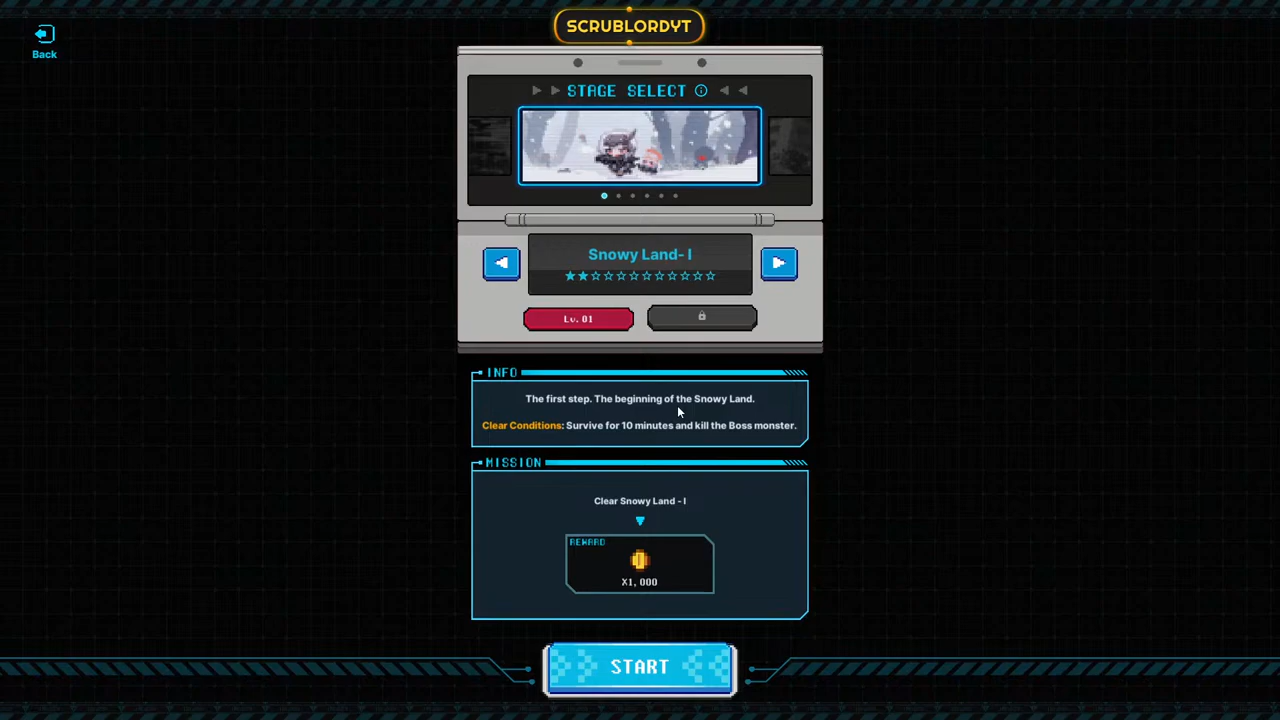 SCRUBLORDYT
Back
STAGE SELECT
Snowy Land- I
Lv.01
INFO
The first step. The beginning of the Snowy Land.
Clear Conditions: Survive for 10 minutes and kill the Boss monster.
MISSION
Clear Snowy Land - I
REWARD
X1,000
START